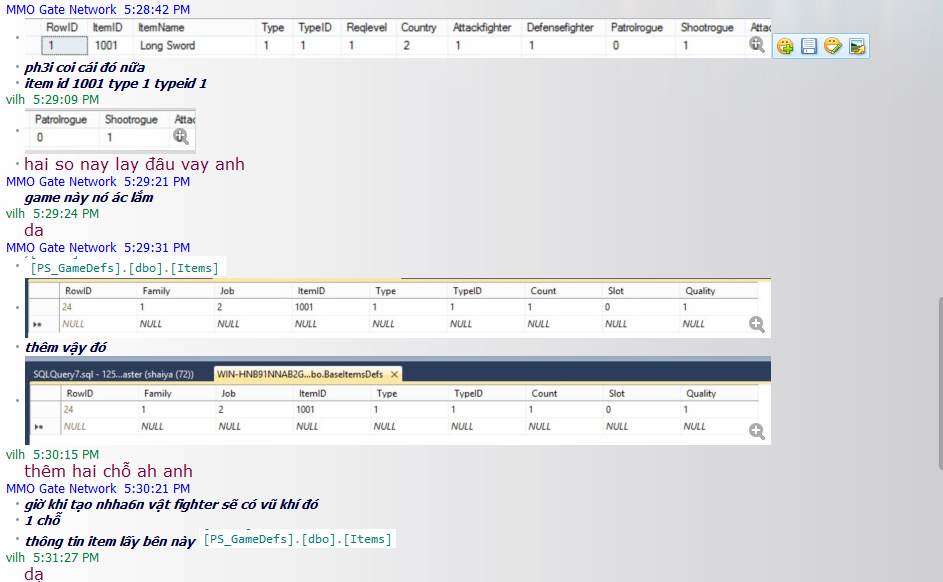 MMO Gate Network 5:28:42 PM
RowID ItemID ItemName Type TypeID Reqlevel Country Attackfighter Defensefighter Patrolrogue Shootrogue Attac
1 1001 Long Sword 1 1 1 2 1 1 0 1
ph3i coi cái đó nữa
item id 1001 type 1 typeid 1
vilh 5:29:09 PM
Patrolrogue Shootrogue Attac
0 1
hai so nay lay đâu vay anh
MMO Gate Network 5:29:21 PM
game này nó ác lắm
vilh 5:29:24 PM
da
MMO Gate Network 5:29:31 PM
[PS_GameDefs].[dbo].[Items]
RowID Family Job ItemID Type TypeID Count Slot Quality
24 1 2 1001 1 1 1 0 1
NULL NULL NULL NULL NULL NULL NULL NULL NULL
thêm vậy đó
SQLQuery7.sql - 125...aster (shaiya (72)) WIN-HNB91NNAB2G...bo.BaseItemsDefs
RowID Family Job ItemID Type TypeID Count Slot Quality
24 1 2 1001 1 1 1 0 1
NULL NULL NULL NULL NULL NULL NULL NULL NULL
vilh 5:30:15 PM
thêm hai chỗ ah anh
MMO Gate Network 5:30:21 PM
giờ khi tạo nhha6n vật fighter sẽ có vũ khí đó
1 chỗ
thông tin item lấy bên này [PS_GameDefs].[dbo].[Items]
vilh 5:31:27 PM
dạ